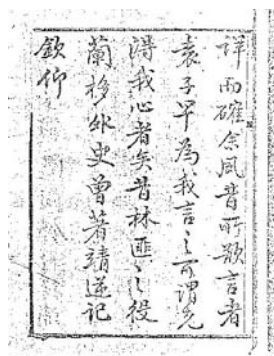 詳而確余夙昔所欲言者
袁子早為我言之可謂先
得我心者矣昔林匪之役
蘭簃外史曾著靖逆記
欽仰